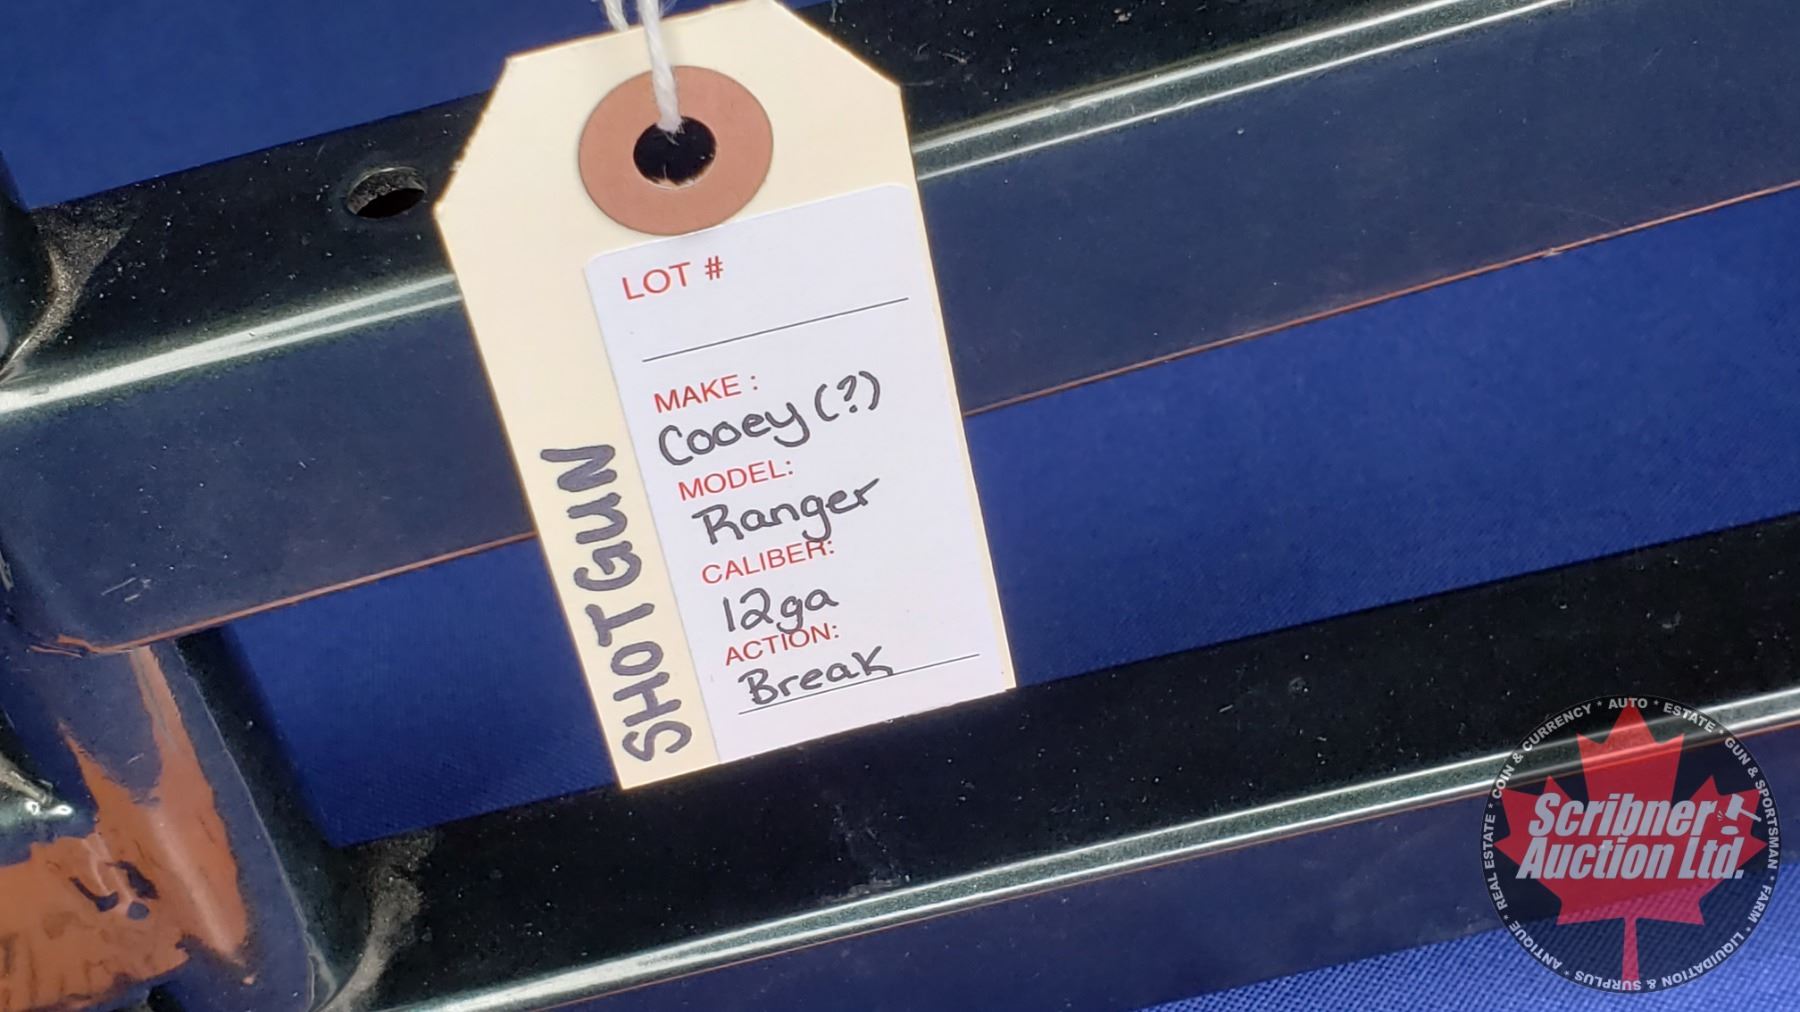 LOT #
MAKE :
Cooey (?)
MODEL:
Ranger
CALIBER:
12ga
ACTION:
Break
SHOTGUN
Scribner
Auction Ltd.
COIN & CURRENCY * AUTO * ESTATE * GUN & SPORTSMAN * FARM * LIQUIDATION & SURPLUS * ANTIQUE * REAL ESTATE *